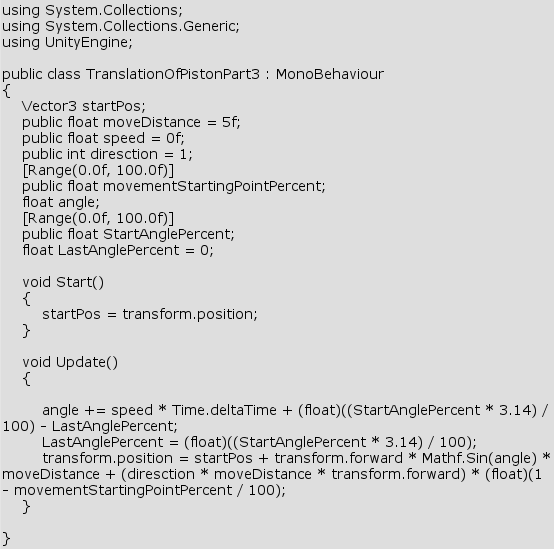 using System.Collections;
using System.Collections.Generic;
using UnityEngine;

public class TranslationOfPistonPart3 : MonoBehaviour
{
    Vector3 startPos;
    public float moveDistance = 5f;
    public float speed = 0f;
    public int diresction = 1;
    [Range(0.0f, 100.0f)]
    public float movementStartingPointPercent;
    float angle;
    [Range(0.0f, 100.0f)]
    public float StartAnglePercent;
    float LastAnglePercent = 0;

    void Start()
    {
        startPos = transform.position;
    }

    void Update()
    {

        angle += speed * Time.deltaTime + (float)((StartAnglePercent * 3.14) /
100) - LastAnglePercent;
        LastAnglePercent = (float)((StartAnglePercent * 3.14) / 100);
        transform.position = startPos + transform.forward * Mathf.Sin(angle) *
moveDistance + (diresction * moveDistance * transform.forward) * (float)(1
- movementStartingPointPercent / 100);
    }

}